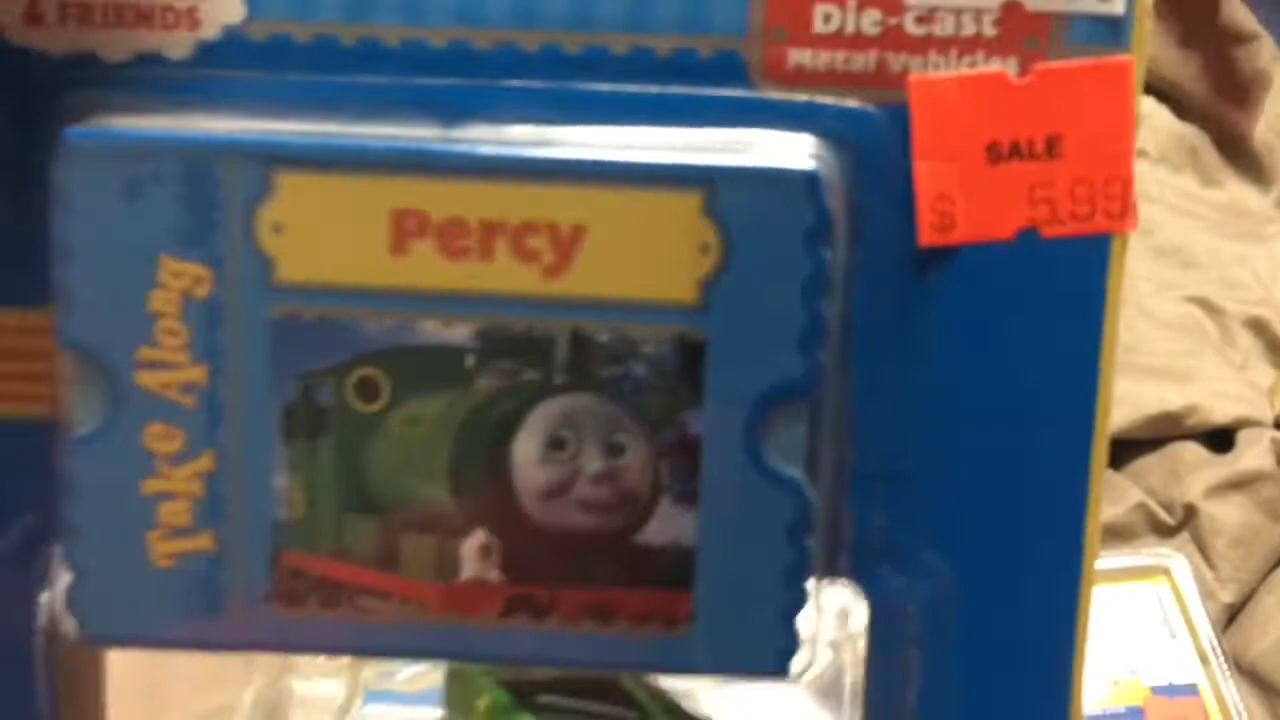 & FRIENDS
Die-Cast
Metal Vehicles
SALE
$ 5.99
Percy
Take Along